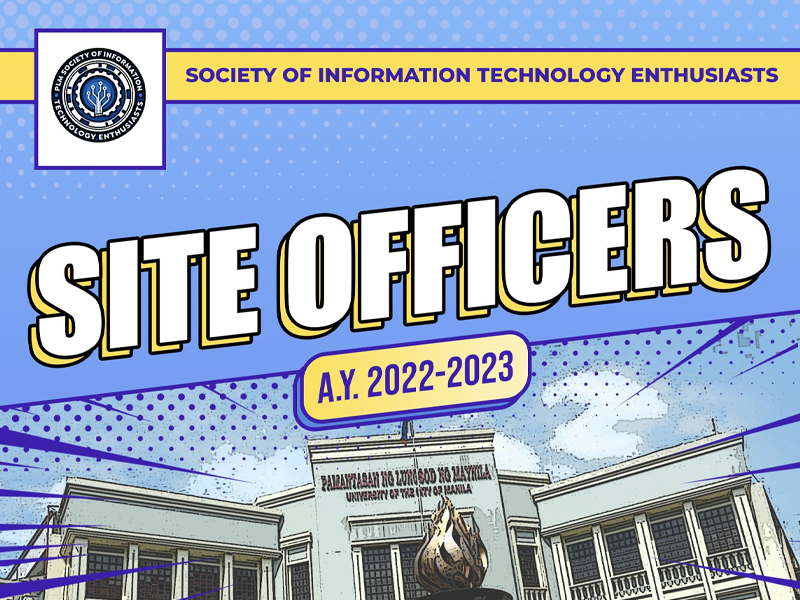 PLM SOCIETY OF INFORMATION
TECHNOLOGY ENTHUSIASTS
SOCIETY OF INFORMATION TECHNOLOGY ENTHUSIASTS
SITE OFFICERS
A.Y. 2022-2023
PAMANTASAN NG LUNGSOD NG MAYNILA
UNIVERSITY OF THE CITY OF MANILA